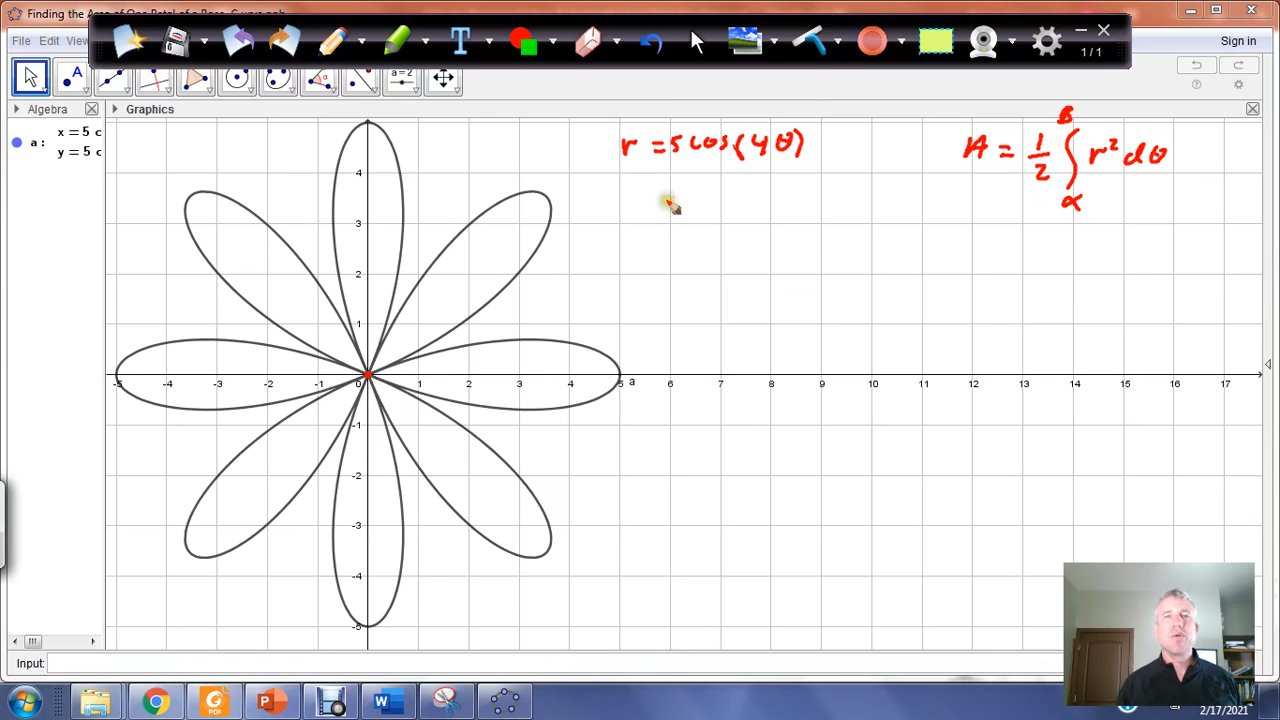 Finding the Area of One Petal of a Rose
File Edit View
1/1
Sign in
Algebra
Graphics
a:
x = 5 c
y = 5 c
r = 5 cos(4θ)
A = 1/2 ∫ α β r² dθ
4
3
2
1
-5 -4 -3 -2 -1 0 1 2 3 4 5 a 6 7 8 9 10 11 12 13 14 15 16 17
-1
-2
-3
-4
-5
Input:
2/17/2021